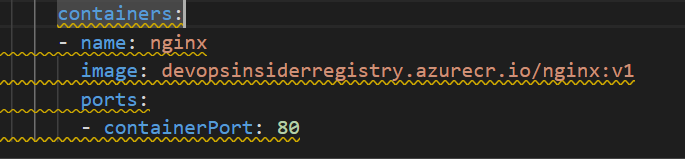 containers:
- name: nginx
image: devopsinsiderregistry.azurecr.io/nginx:v1
ports:
- containerPort: 80